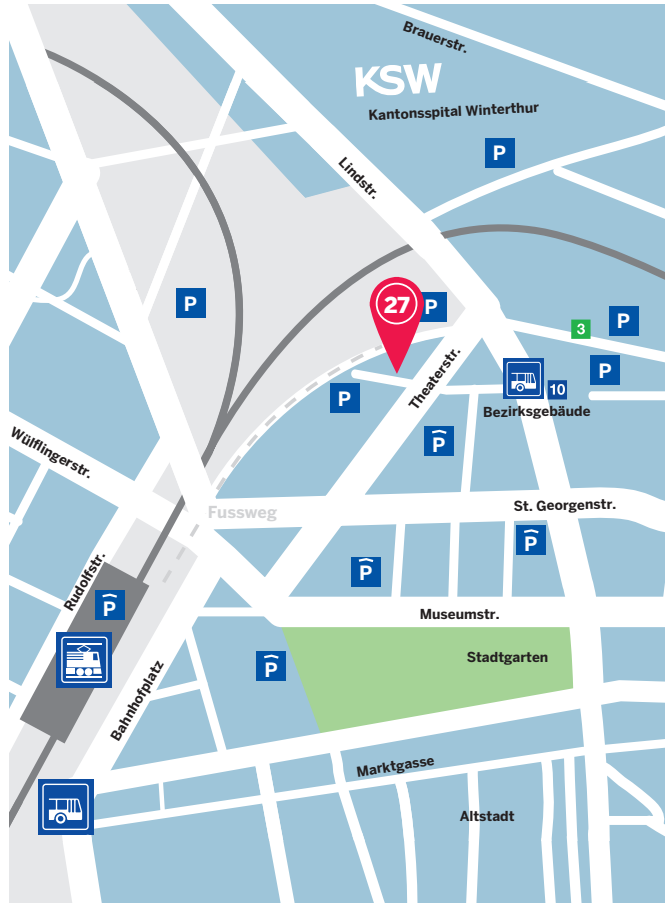 Brauerstr.
KSW
Kantonsspital Winterthur
P
Lindstr.
P
27
P
3
P
P
Theaterstr.
10
P
Bezirksgebäude
P
Wülflingerstr.
Fussweg
St. Georgenstr.
P
P
Rudolfstr.
P
Museumstr.
Stadtgarten
P
Bahnhofplatz
Marktgasse
Altstadt